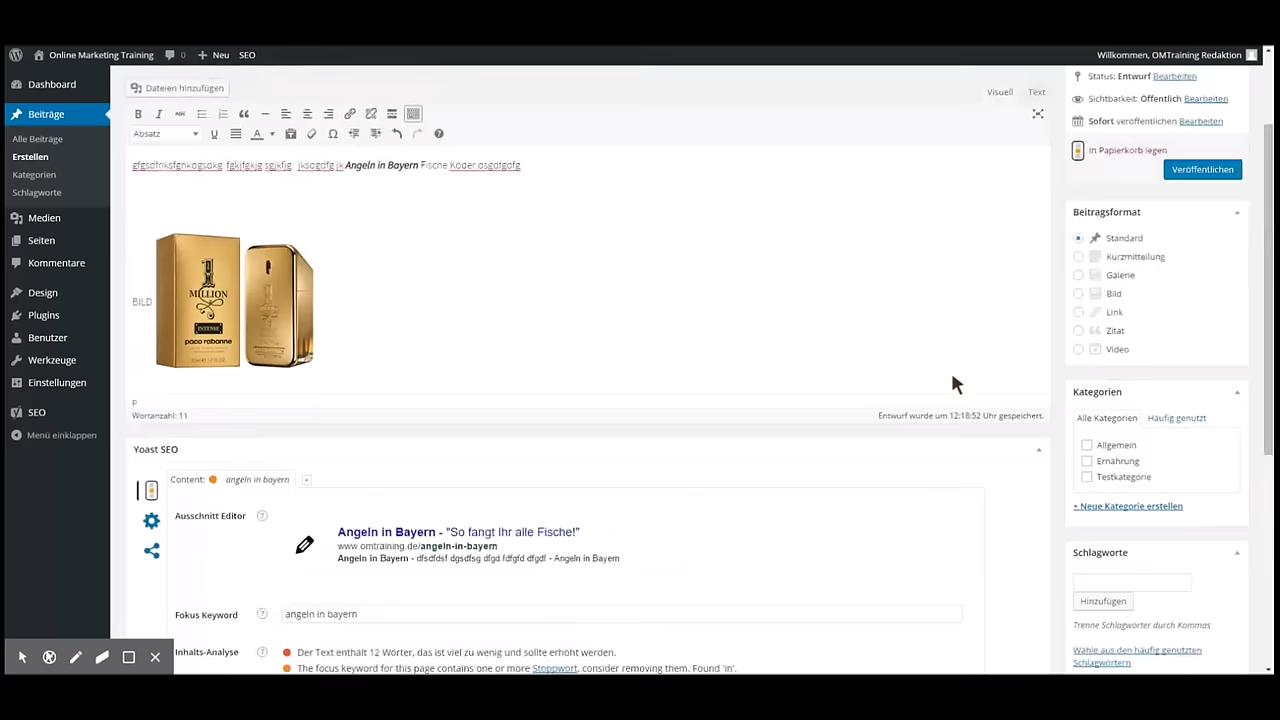 Online Marketing Training 0 Neu SEO Willkommen, OMTraining Redaktion
Dashboard
Beiträge
Alle Beiträge
Erstellen
Kategorien
Schlagworte
Medien
Seiten
Kommentare
Design
Plugins
Benutzer
Werkzeuge
Einstellungen
SEO
Menü einklappen
Dateien hinzufügen
Visuell Text
B I ABC
Absatz U A
Angeln in Bayern Fische Köder
BILD
1
MILLION
INTENSE
paco rabanne
P
Wortanzahl: 11 Entwurf wurde um 12:18:52 Uhr gespeichert.
Yoast SEO
Content: angeln in bayern
Ausschnitt Editor
Angeln in Bayern - "So fangt Ihr alle Fische!"
www.omtraining.de/angeln-in-bayern
Angeln in Bayern - dfsdfdsf dgsdfsg dfgd fdfgfd dfgdf - Angeln in Bayern
Fokus Keyword angeln in bayern
Inhalts-Analyse Der Text enthält 12 Wörter, das ist viel zu wenig und sollte erhöht werden.
The focus keyword for this page contains one or more Stoppwort, consider removing them. Found 'in'.
Status: Entwurf Bearbeiten
Sichtbarkeit: Öffentlich Bearbeiten
Sofort veröffentlichen Bearbeiten
In Papierkorb legen
Veröffentlichen
Beitragsformat
Standard
Kurzmitteilung
Galerie
Bild
Link
Zitat
Video
Kategorien
Alle Kategorien Häufig genutzt
Allgemein
Ernährung
Testkategorie
+ Neue Kategorie erstellen
Schlagworte
Hinzufügen
Trenne Schlagwörter durch Kommas
Wähle aus den häufig genutzten
Schlagwörtern